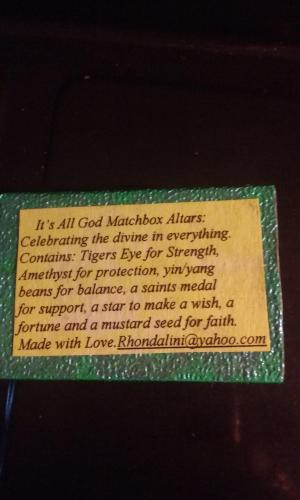 It's All God Matchbox Altars:
Celebrating the divine in everything.
Contains: Tigers Eye for Strength,
Amethyst for protection, yin/yang
beans for balance, a saints medal
for support, a star to make a wish, a
fortune and a mustard seed for faith.
Made with Love.Rhondalini@yahoo.com